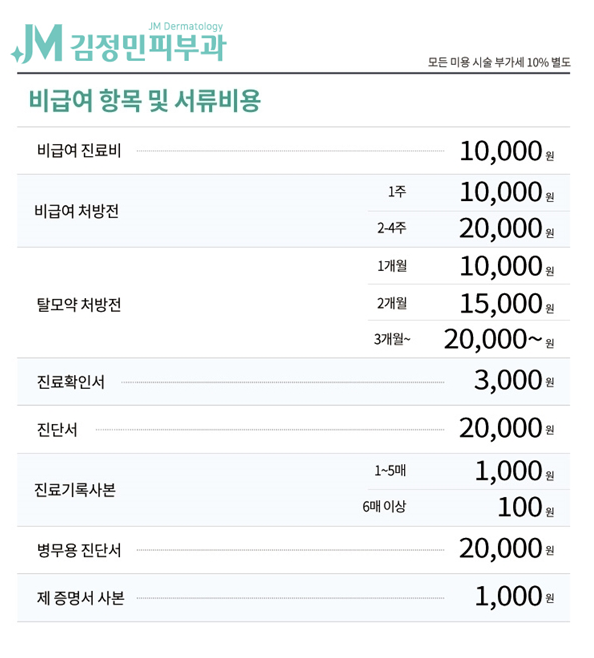 JM Dermatology
JM 김정민피부과
모든 미용 시술 부가세 10% 별도
비급여 항목 및 서류비용
비급여 진료비 10,000 원
비급여 처방전
1주 10,000 원
2-4주 20,000 원
탈모약 처방전
1개월 10,000 원
2개월 15,000 원
3개월~ 20,000~ 원
진료확인서 3,000 원
진단서 20,000 원
진료기록사본
1~5매 1,000 원
6매 이상 100 원
병무용 진단서 20,000 원
제 증명서 사본 1,000 원